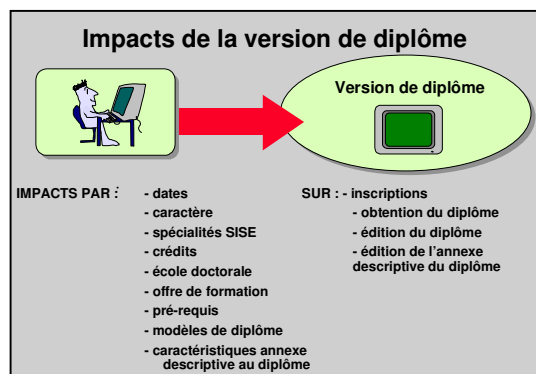 Impacts de la version de diplôme
Version de diplôme
IMPACTS PAR :
- dates
- caractère
- spécialités SISE
- crédits
- école doctorale
- offre de formation
- pré-requis
- modèles de diplôme
- caractéristiques annexe
descriptive au diplôme
SUR : - inscriptions
- obtention du diplôme
- édition du diplôme
- édition de l'annexe
descriptive du diplôme